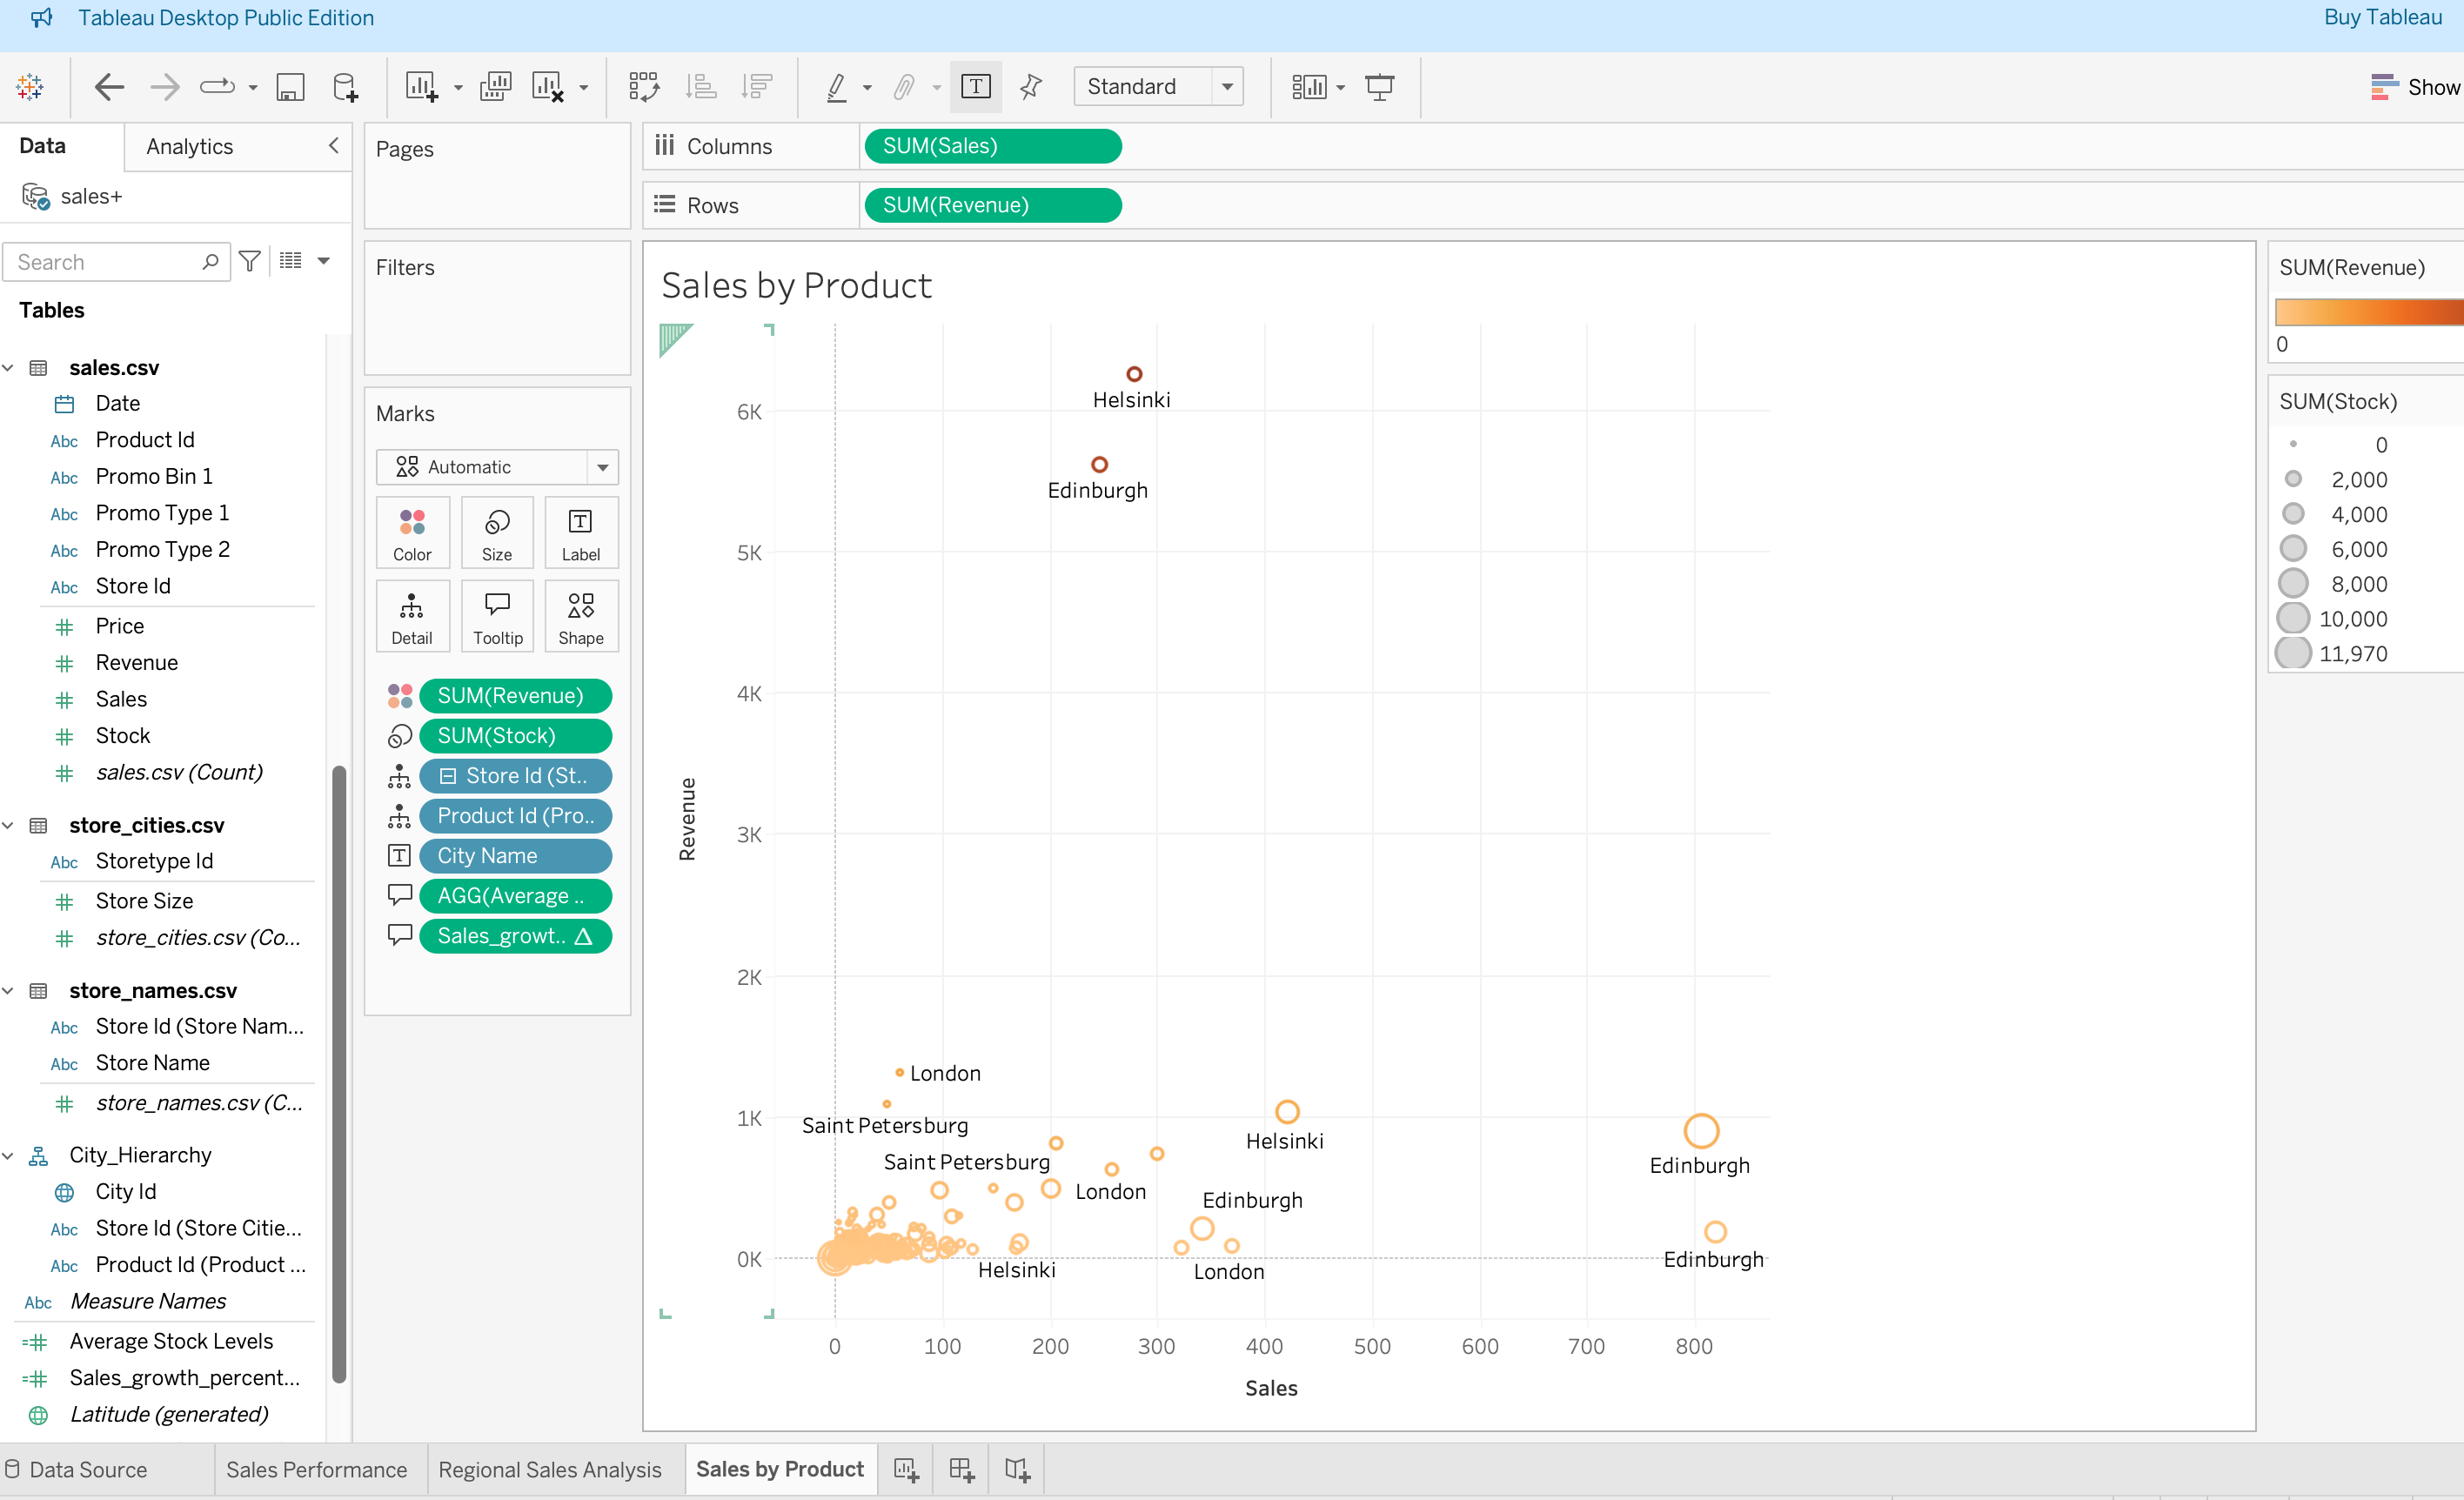 Tableau Desktop Public Edition
Buy Tableau
Standard
Show
Data
Analytics
sales+
Search
Tables
sales.csv
Date
Abc Product Id
Abc Promo Bin 1
Abc Promo Type 1
Abc Promo Type 2
Abc Store Id
Price
Revenue
Sales
Stock
sales.csv (Count)
store_cities.csv
Abc Storetype Id
Store Size
store_cities.csv (Co...
store_names.csv
Abc Store Id (Store Nam...
Abc Store Name
store_names.csv (C...
City_Hierarchy
City Id
Abc Store Id (Store Citie...
Abc Product Id (Product ...
Abc Measure Names
Average Stock Levels
Sales_growth_percent...
Latitude (generated)
Pages
Filters
Marks
Automatic
Color
Size
T
Label
Detail
Tooltip
Shape
SUM(Revenue)
SUM(Stock)
Store Id (St..
Product Id (Pro..
T City Name
AGG(Average ..
Sales_growt.. Δ
Columns
SUM(Sales)
Rows
SUM(Revenue)
Sales by Product
6K
5K
4K
3K
2K
1K
0K
Revenue
Helsinki
Edinburgh
London
Saint Petersburg
Saint Petersburg
London
Helsinki
Edinburgh
Edinburgh
Helsinki
London
Edinburgh
0
100
200
300
400
500
600
700
800
Sales
SUM(Revenue)
0
SUM(Stock)
0
2,000
4,000
6,000
8,000
10,000
11,970
Data Source
Sales Performance
Regional Sales Analysis
Sales by Product